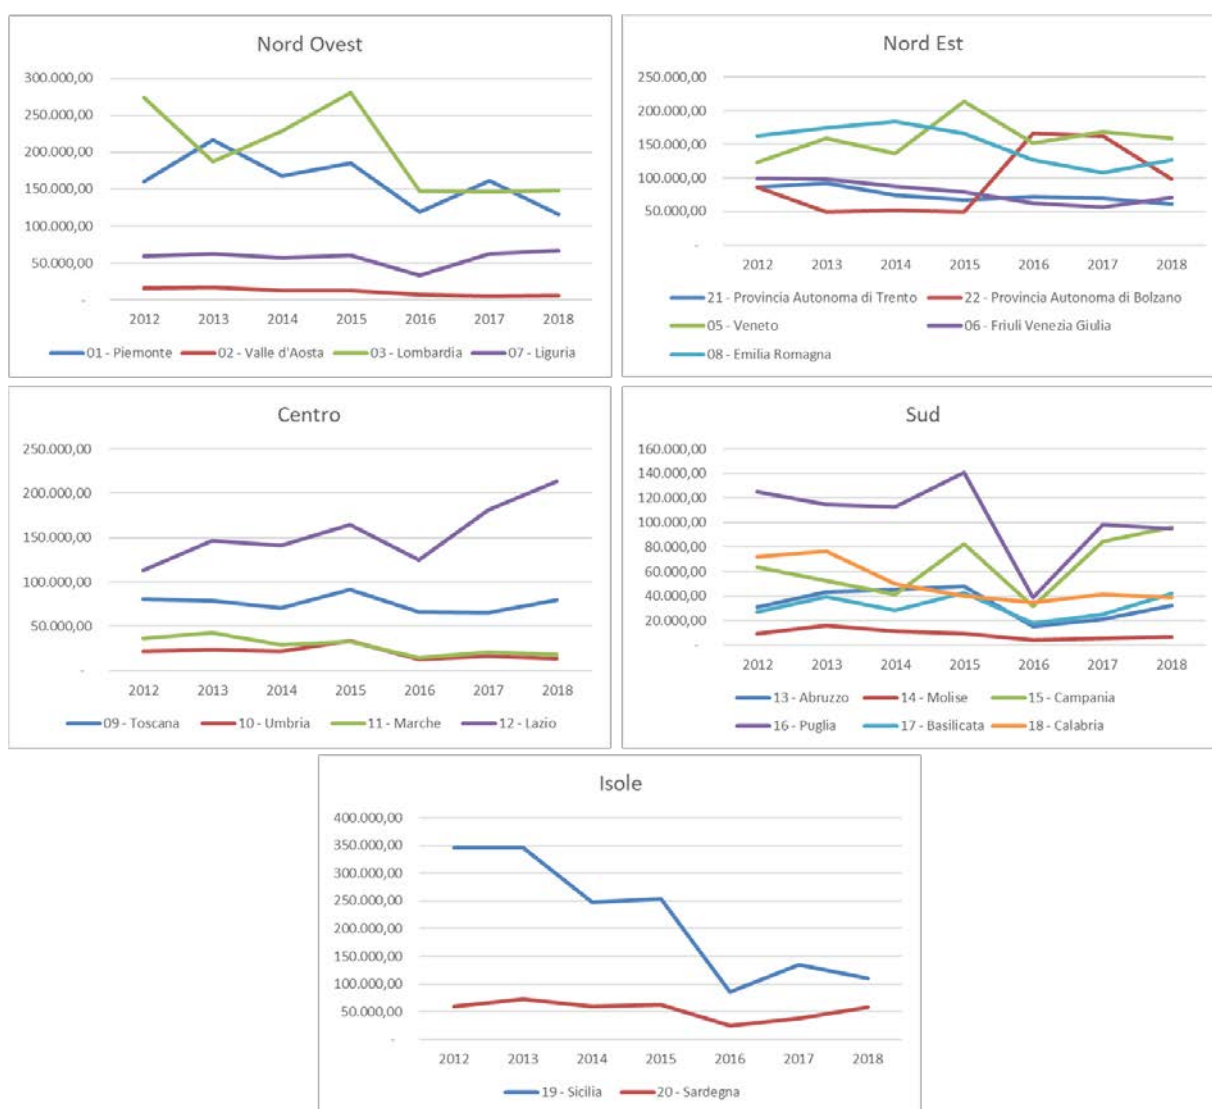 Nord Ovest
300.000,00
250.000,00
200.000,00
150.000,00
100.000,00
50.000,00
-
2012 2013 2014 2015 2016 2017 2018
01 - Piemonte 02 - Valle d'Aosta 03 - Lombardia 07 - Liguria
Nord Est
250.000,00
200.000,00
150.000,00
100.000,00
50.000,00
-
2012 2013 2014 2015 2016 2017 2018
21 - Provincia Autonoma di Trento 22 - Provincia Autonoma di Bolzano
05 - Veneto 06 - Friuli Venezia Giulia
08 - Emilia Romagna
Centro
250.000,00
200.000,00
150.000,00
100.000,00
50.000,00
-
2012 2013 2014 2015 2016 2017 2018
09 - Toscana 10 - Umbria 11 - Marche 12 - Lazio
Sud
160.000,00
140.000,00
120.000,00
100.000,00
80.000,00
60.000,00
40.000,00
20.000,00
-
2012 2013 2014 2015 2016 2017 2018
13 - Abruzzo 14 - Molise 15 - Campania
16 - Puglia 17 - Basilicata 18 - Calabria
Isole
400.000,00
350.000,00
300.000,00
250.000,00
200.000,00
150.000,00
100.000,00
50.000,00
-
2012 2013 2014 2015 2016 2017 2018
19 - Sicilia 20 - Sardegna